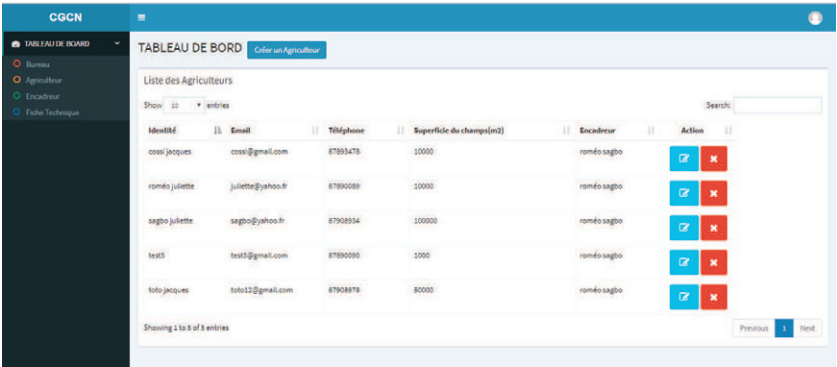 CGCN
TABLEAU DE BOARD
Bureau
Agriculteur
Encadreur
Fiche Technique
TABLEAU DE BORD Créer un Agriculteur
Liste des Agriculteurs
Show 10 entries Search:
Identité Email Téléphone Superficie du champs(m2) Encadreur Action
cossi jacques cossi@gmail.com 67893478 10000 roméo sagbo
roméo juliette juliette@yahoo.fr 67890089 10000 roméo sagbo
sagbo juliette sagbo@yahoo.fr 67908934 100000 roméo sagbo
test3 test3@gmail.com 67890090 1000 roméo sagbo
toto jacques toto12@gmail.com 67908978 50000 roméo sagbo
Showing 1 to 5 of 5 entries Previous 1 Next